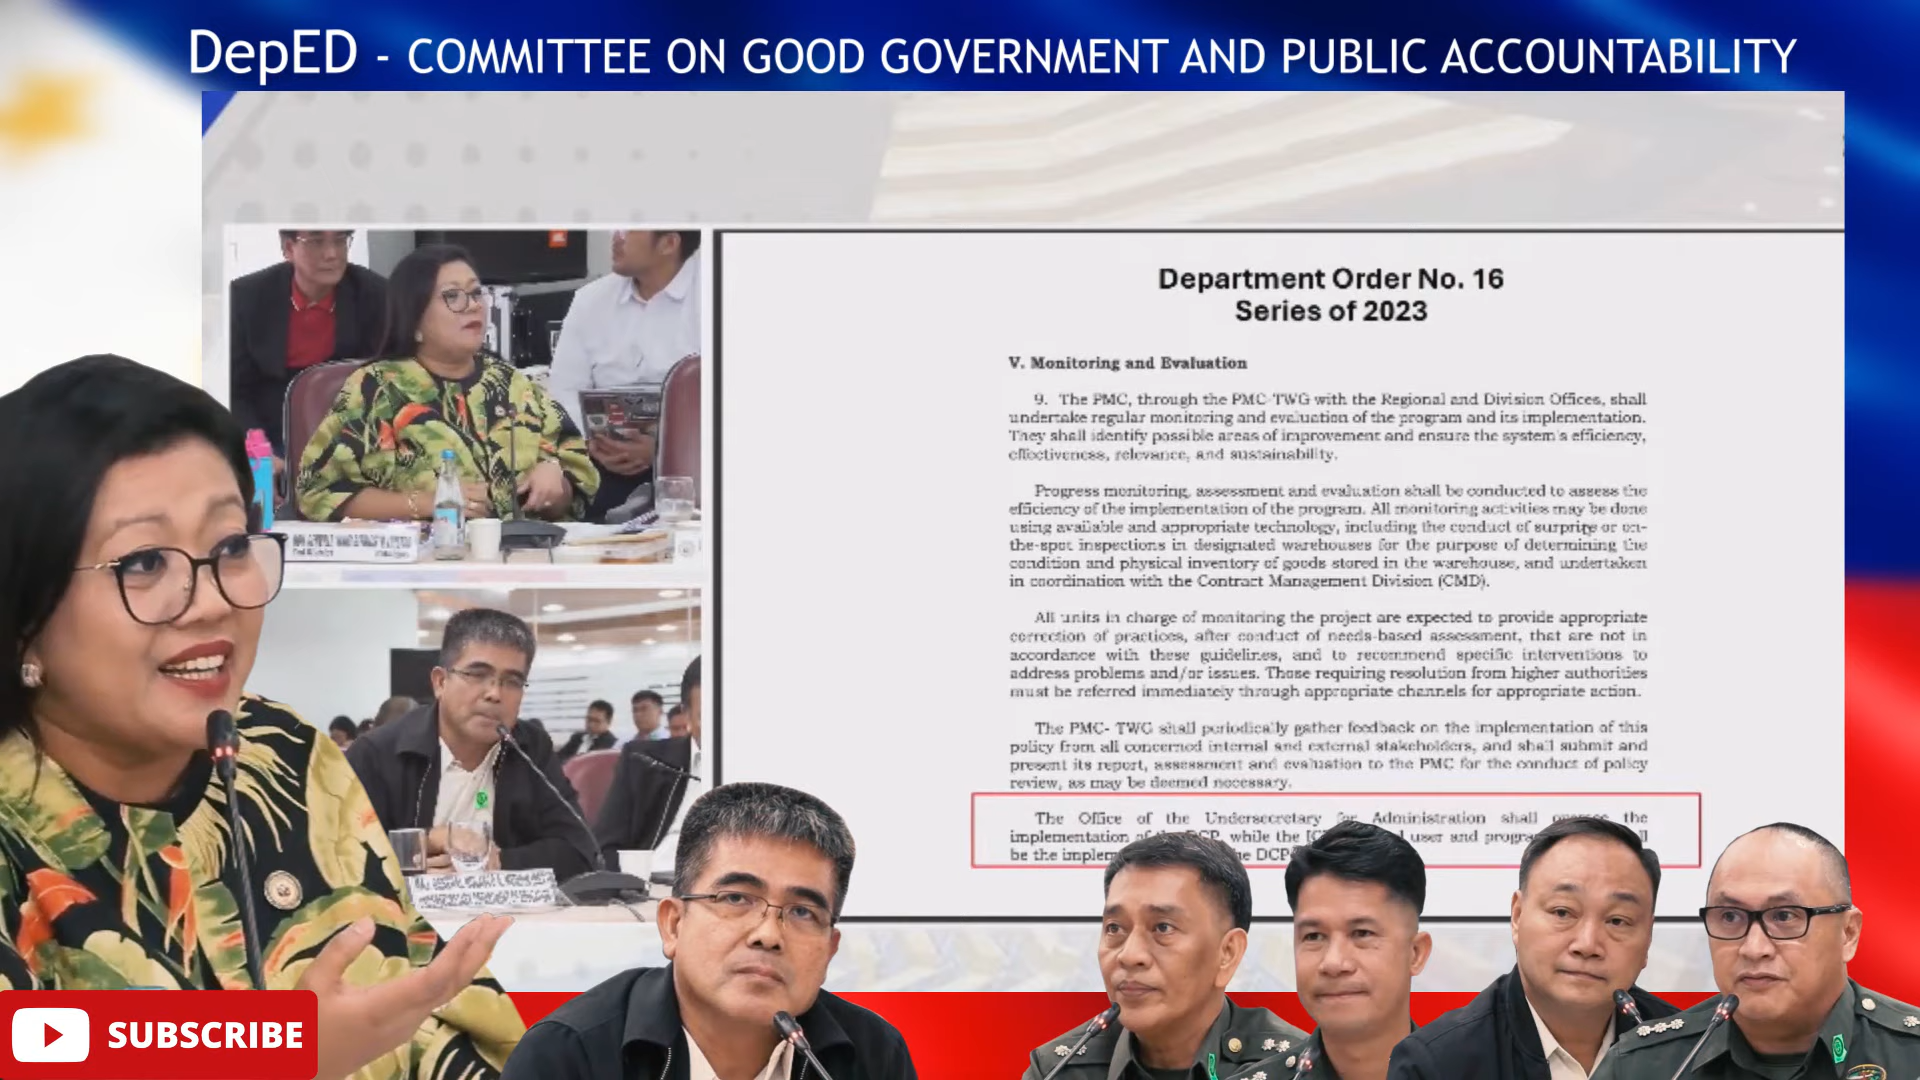 DepED - COMMITTEE ON GOOD GOVERNMENT AND PUBLIC ACCOUNTABILITY
Department Order No. 16
Series of 2023
V. Monitoring and Evaluation
9. The PMC, through the PMC-TWG with the Regional and Division Offices, shall
undertake regular monitoring and evaluation of the program and its implementation.
They shall identify possible areas of improvement and ensure the system's efficiency,
effectiveness, relevance, and sustainability.
Progress monitoring, assessment and evaluation shall be conducted to assess the
efficiency of the implementation of the program. All monitoring activities may be done
using available and appropriate technology, including the conduct of surprise or on-
the-spot inspections in designated warehouses for the purpose of determining the
condition and physical inventory of goods stored in the warehouse, and undertaken
in coordination with the Contract Management Division (CMD).
All units in charge of monitoring the project are expected to provide appropriate
correction of practices, after conduct of needs-based assessment, that are not in
accordance with these guidelines, and to recommend specific interventions to
address problems and/or issues. Those requiring resolution from higher authorities
must be referred immediately through appropriate channels for appropriate action.
The PMC- TWG shall periodically gather feedback on the implementation of this
policy from all concerned internal and external stakeholders, and shall submit and
present its report, assessment and evaluation to the PMC for the conduct of policy
review, as may be deemed necessary.
The Office of the Undersecretary for Administration shall the
implementation of DCP, while the user and
be the DCP
SUBSCRIBE